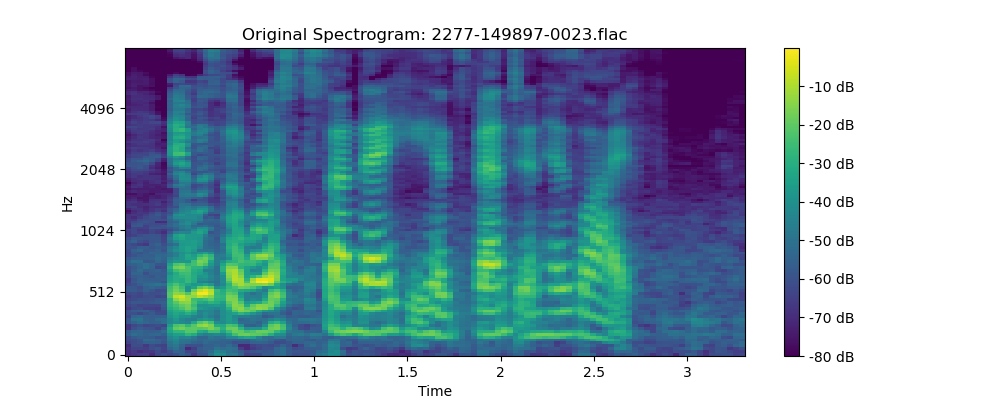 Original Spectrogram: 2277-149897-0023.flac
Hz
4096
2048
1024
512
0
0 0.5 1 1.5 2 2.5 3
Time
-10 dB
-20 dB
-30 dB
-40 dB
-50 dB
-60 dB
-70 dB
-80 dB